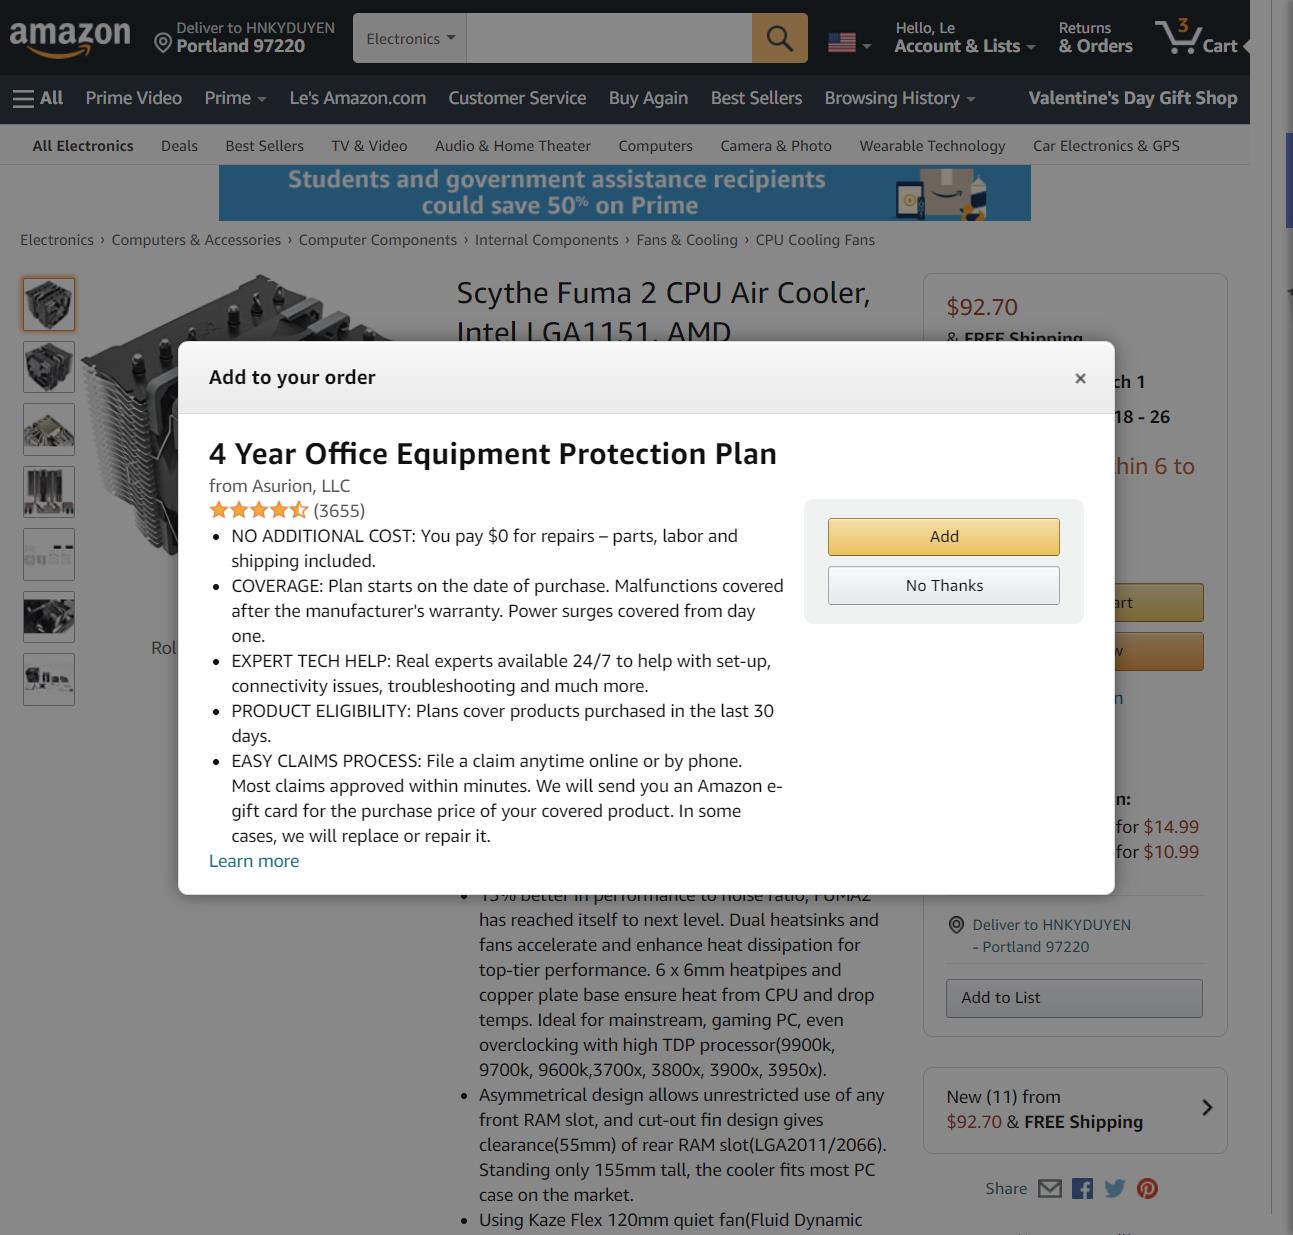 amazon
Deliver to HNKYDUYEN
Portland 97220
Electronics
Hello, Le
Account & Lists
Returns
& Orders
3
Cart
All
Prime Video
Prime
Le's Amazon.com
Customer Service
Buy Again
Best Sellers
Browsing History
Valentine's Day Gift Shop
All Electronics
Deals
Best Sellers
TV & Video
Audio & Home Theater
Computers
Camera & Photo
Wearable Technology
Car Electronics & GPS
Students and government assistance recipients
could save 50% on Prime
Electronics › Computers & Accessories › Computer Components › Internal Components › Fans & Cooling › CPU Cooling Fans
Scythe Fuma 2 CPU Air Cooler,
Intel LGA1151, AMD
$92.70
& FREE Shipping
ch 1
18 - 26
hin 6 to
art
w
n
n:
for $14.99
for $10.99
Rol
Add to your order
×
4 Year Office Equipment Protection Plan
from Asurion, LLC
(3655)
• NO ADDITIONAL COST: You pay $0 for repairs – parts, labor and
shipping included.
• COVERAGE: Plan starts on the date of purchase. Malfunctions covered
after the manufacturer's warranty. Power surges covered from day
one.
• EXPERT TECH HELP: Real experts available 24/7 to help with set-up,
connectivity issues, troubleshooting and much more.
• PRODUCT ELIGIBILITY: Plans cover products purchased in the last 30
days.
• EASY CLAIMS PROCESS: File a claim anytime online or by phone.
Most claims approved within minutes. We will send you an Amazon e-
gift card for the purchase price of your covered product. In some
cases, we will replace or repair it.
Learn more
Add
No Thanks
• 15% better in performance to noise ratio, FUMA2
has reached itself to next level. Dual heatsinks and
fans accelerate and enhance heat dissipation for
top-tier performance. 6 x 6mm heatpipes and
copper plate base ensure heat from CPU and drop
temps. Ideal for mainstream, gaming PC, even
overclocking with high TDP processor(9900k,
9700k, 9600k,3700x, 3800x, 3900x, 3950x).
• Asymmetrical design allows unrestricted use of any
front RAM slot, and cut-out fin design gives
clearance(55mm) of rear RAM slot(LGA2011/2066).
Standing only 155mm tall, the cooler fits most PC
case on the market.
• Using Kaze Flex 120mm quiet fan(Fluid Dynamic
Deliver to HNKYDUYEN
- Portland 97220
Add to List
New (11) from
$92.70 & FREE Shipping
Share